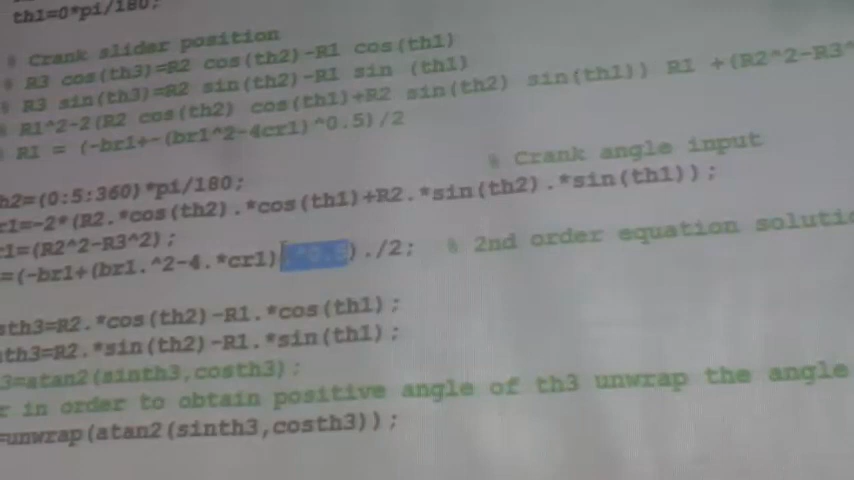 th1=0*pi/180;
% Crank slider position
% R3 cos(th3)=R2 cos(th2)-R1 cos(th1)
% R3 sin(th3)=R2 sin(th2)-R1 sin (th1)
% R1^2-2(R2 cos(th2) cos(th1)+R2 sin(th2) sin(th1)) R1 +(R2^2-R3^
% R1 = (-br1+-(br1^2-4cr1)^0.5)/2
h2=(0:5:360)*pi/180; % Crank angle input
r1=-2*(R2.*cos(th2).*cos(th1)+R2.*sin(th2).*sin(th1));
r1=(R2^2-R3^2);
=(-br1+(br1.^2-4.*cr1).^0.5)./2; % 2nd order equation solutio
sth3=R2.*cos(th2)-R1.*cos(th1);
nth3=R2.*sin(th2)-R1.*sin(th1);
3=atan2(sinth3,costh3);
r in order to obtain positive angle of th3 unwrap the angle
=unwrap(atan2(sinth3,costh3));